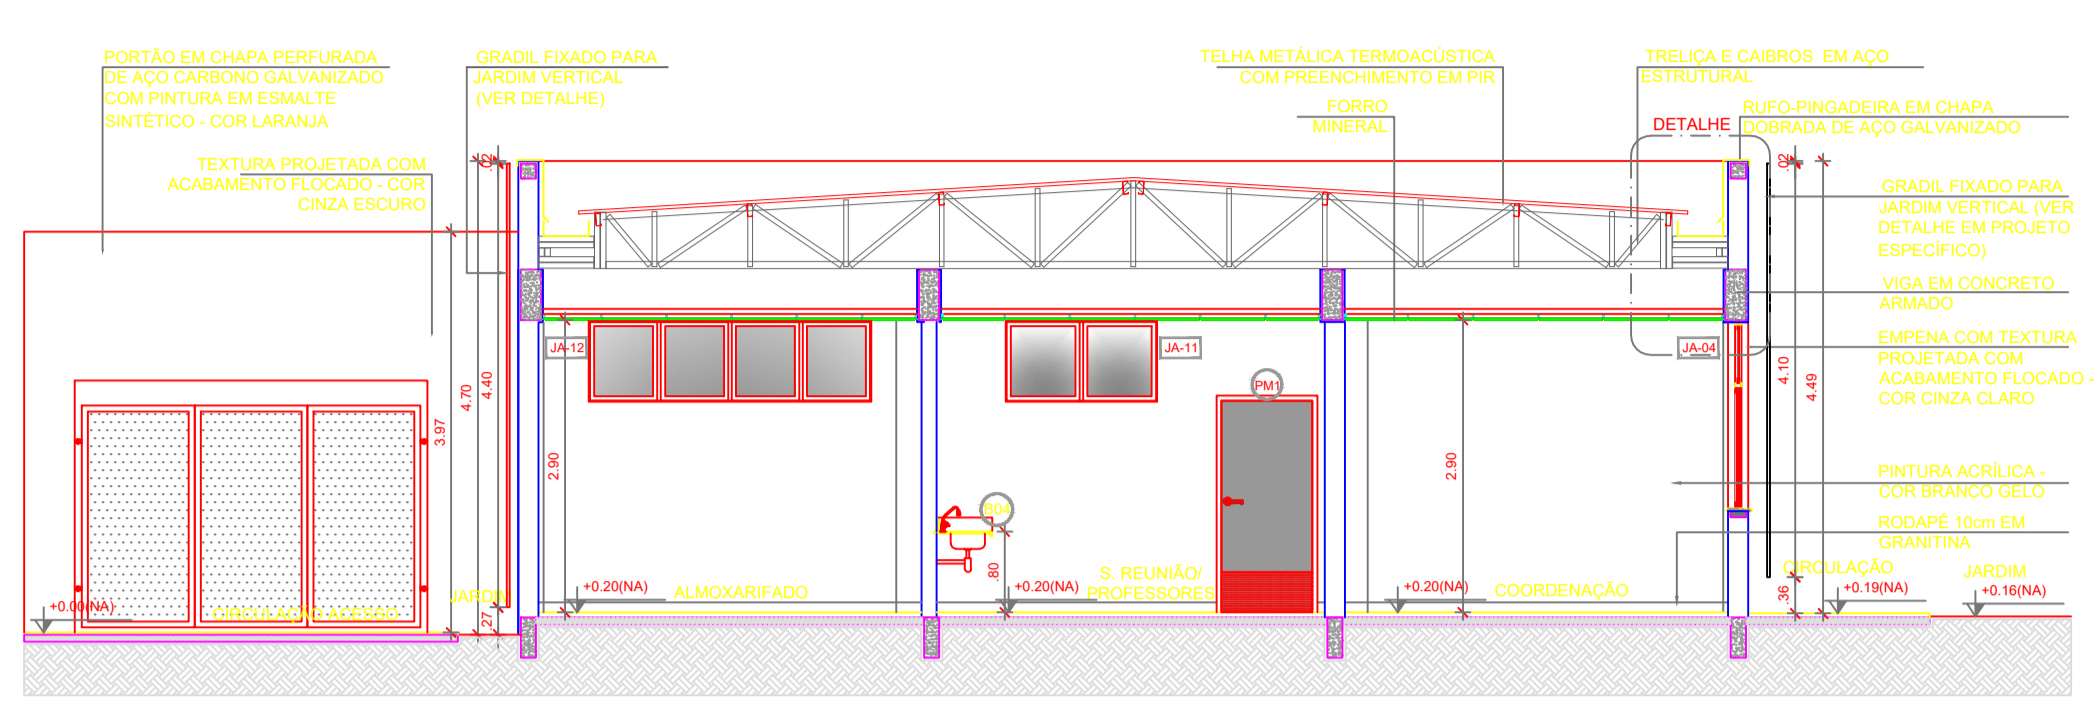 PORTÃO EM CHAPA PERFURADA
DE AÇO CARBONO GALVANIZADO
COM PINTURA EM ESMALTE
SINTÉTICO - COR LARANJA
GRADIL FIXADO PARA
JARDIM VERTICAL
(VER DETALHE)
TELHA METÁLICA TERMOACÚSTICA
COM PREENCHIMENTO EM PIR
TRELIÇA E CAIBROS EM AÇO
ESTRUTURAL
FORRO
MINERAL
RUFO-PINGADEIRA EM CHAPA
DOBRADA DE AÇO GALVANIZADO
DETALHE
TEXTURA PROJETADA COM
ACABAMENTO FLOCADO - COR
CINZA ESCURO
.02
.02
GRADIL FIXADO PARA
JARDIM VERTICAL (VER
DETALHE EM PROJETO
ESPECÍFICO)
VIGA EM CONCRETO
ARMADO
EMPENA COM TEXTURA
PROJETADA COM
ACABAMENTO FLOCADO -
COR CINZA CLARO
JA-12
JA-11
JA-04
PM1
4.70
4.40
3.97
2.90
2.90
4.10
4.49
PINTURA ACRÍLICA -
COR BRANCO GELO
B04
RODAPÉ 10cm EM
GRANITINA
.80
.27
.36
+0.00(NA)
CIRCULAÇÃO ACESSO
JARDIM
+0.20(NA)
ALMOXARIFADO
+0.20(NA)
S. REUNIÃO/
PROFESSORES
+0.20(NA)
COORDENAÇÃO
CIRCULAÇÃO
+0.19(NA)
JARDIM
+0.16(NA)